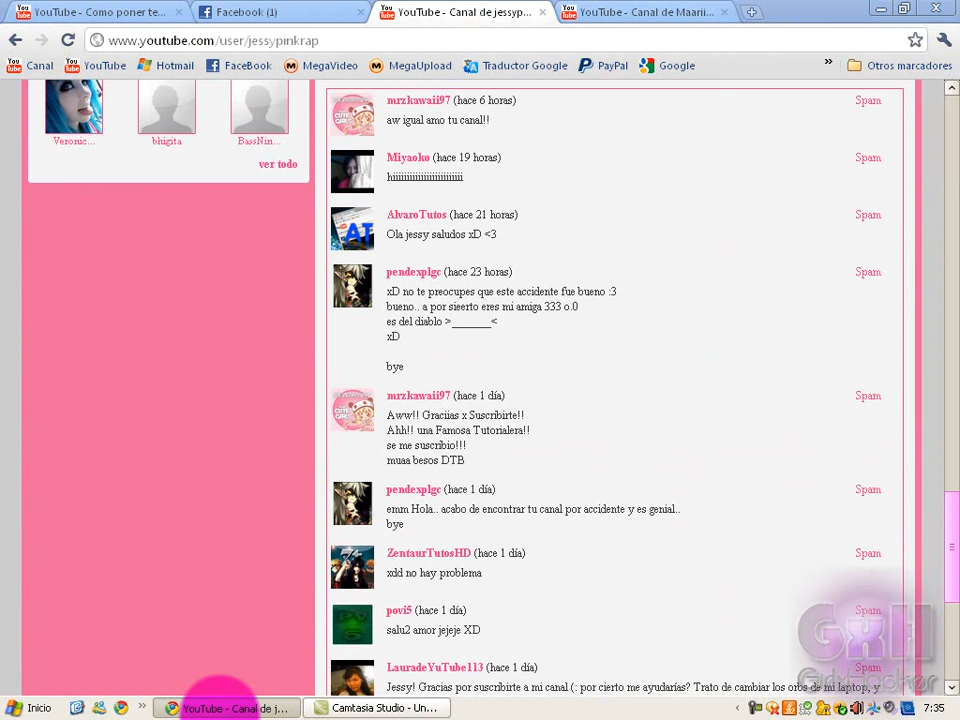 YouTube - Como poner te...
Facebook (1)
YouTube - Canal de jessyp...
YouTube - Canal de Maarii...
www.youtube.com/user/jessypinkrap
Canal
YouTube
Hotmail
FaceBook
MegaVideo
MegaUpload
Traductor Google
PayPal
Google
»
Otros marcadores
Veronic...
bhigita
BassNin...
ver todo
mrzkawaii97 (hace 6 horas) Spam
aw igual amo tu canal!!
Miyaoko (hace 19 horas) Spam
hiiiiiiiiiiiiiiiiiiiiiiiii
AlvaroTutos (hace 21 horas) Spam
Ola jessy saludos xD <3
pendexplgc (hace 23 horas) Spam
xD no te preocupes que este accidente fue bueno :3
bueno.. a por sieerto eres mi amiga 333 o.0
es del diablo >_______<
xD
bye
mrzkawaii97 (hace 1 día) Spam
Aww!! Graciias x Suscribirte!!
Ahh!! una Famosa Tutorialera!!
se me suscribio!!!
muaa besos DTB
pendexplgc (hace 1 día) Spam
emm Hola.. acabo de encontrar tu canal por accidente y es genial..
bye
ZentaurTutosHD (hace 1 día) Spam
xdd no hay problema
povi5 (hace 1 día) Spam
salu2 amor jejeje XD
LauradeYuTube113 (hace 1 día) Spam
Jessy! Gracias por suscribirte a mi canal (: por cierto me ayudarías? Trato de cambiar los orbs de mi laptop, y
GxH
Inicio
»
YouTube - Canal de j...
Camtasia Studio - Un...
7:35